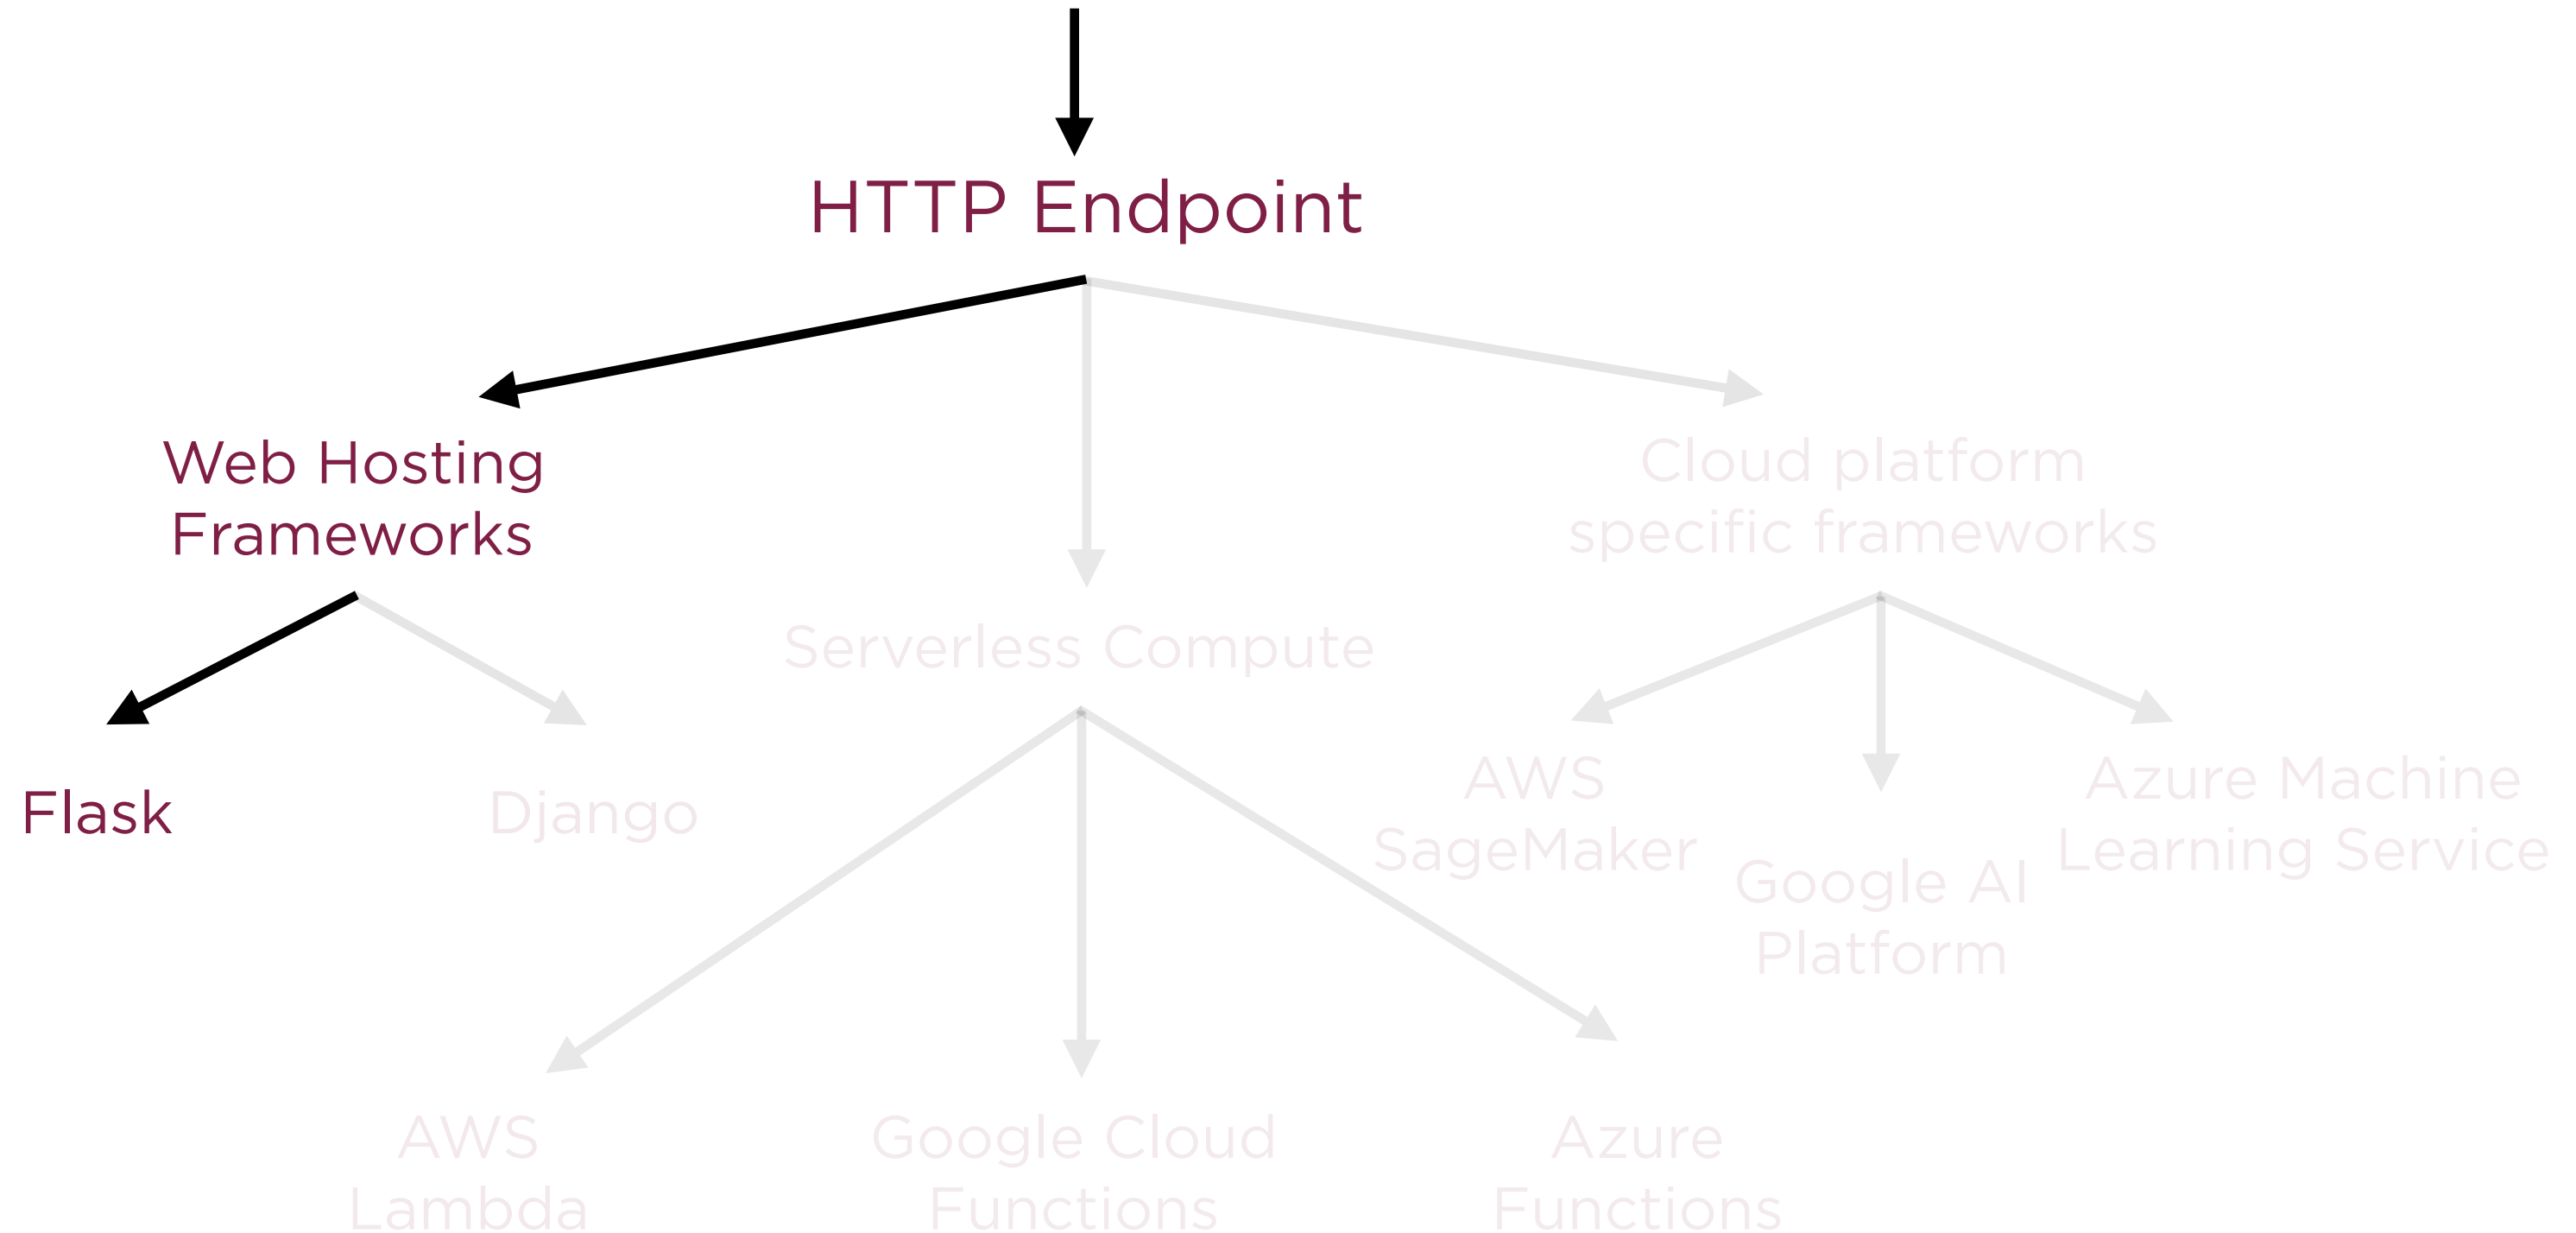 HTTP Endpoint
Web Hosting
Frameworks
Cloud platform
specific frameworks
Serverless Compute
Flask
Django
AWS
SageMaker
Google AI
Platform
Azure Machine
Learning Service
AWS
Lambda
Google Cloud
Functions
Azure
Functions